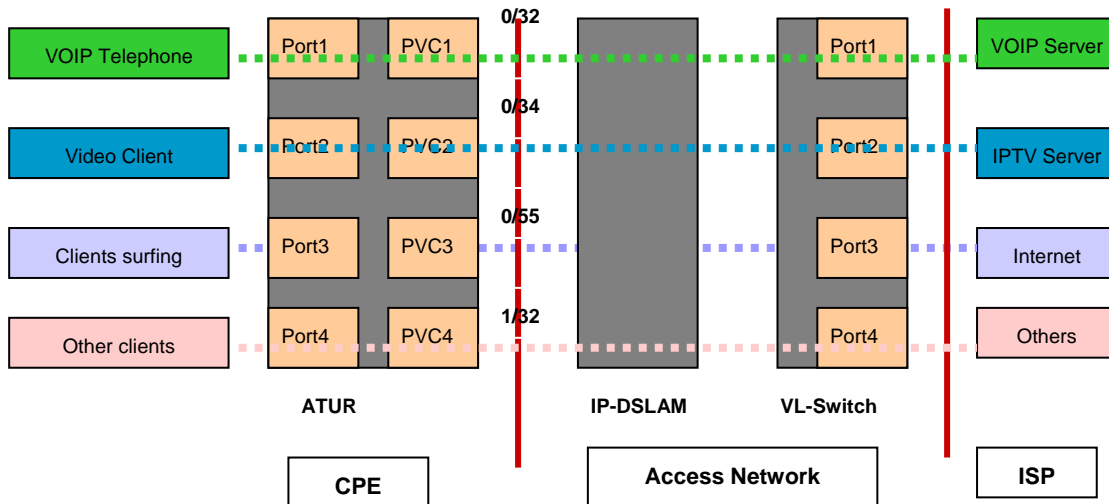 0/32
Port1 PVC1 Port1
VOIP Telephone VOIP Server
0/34
Port2 PVC2 Port2
Video Client IPTV Server
0/55
Port3 PVC3 Port3
Clients surfing Internet
1/32
Port4 PVC4 Port4
Other clients Others
ATUR IP-DSLAM VL-Switch
CPE Access Network ISP